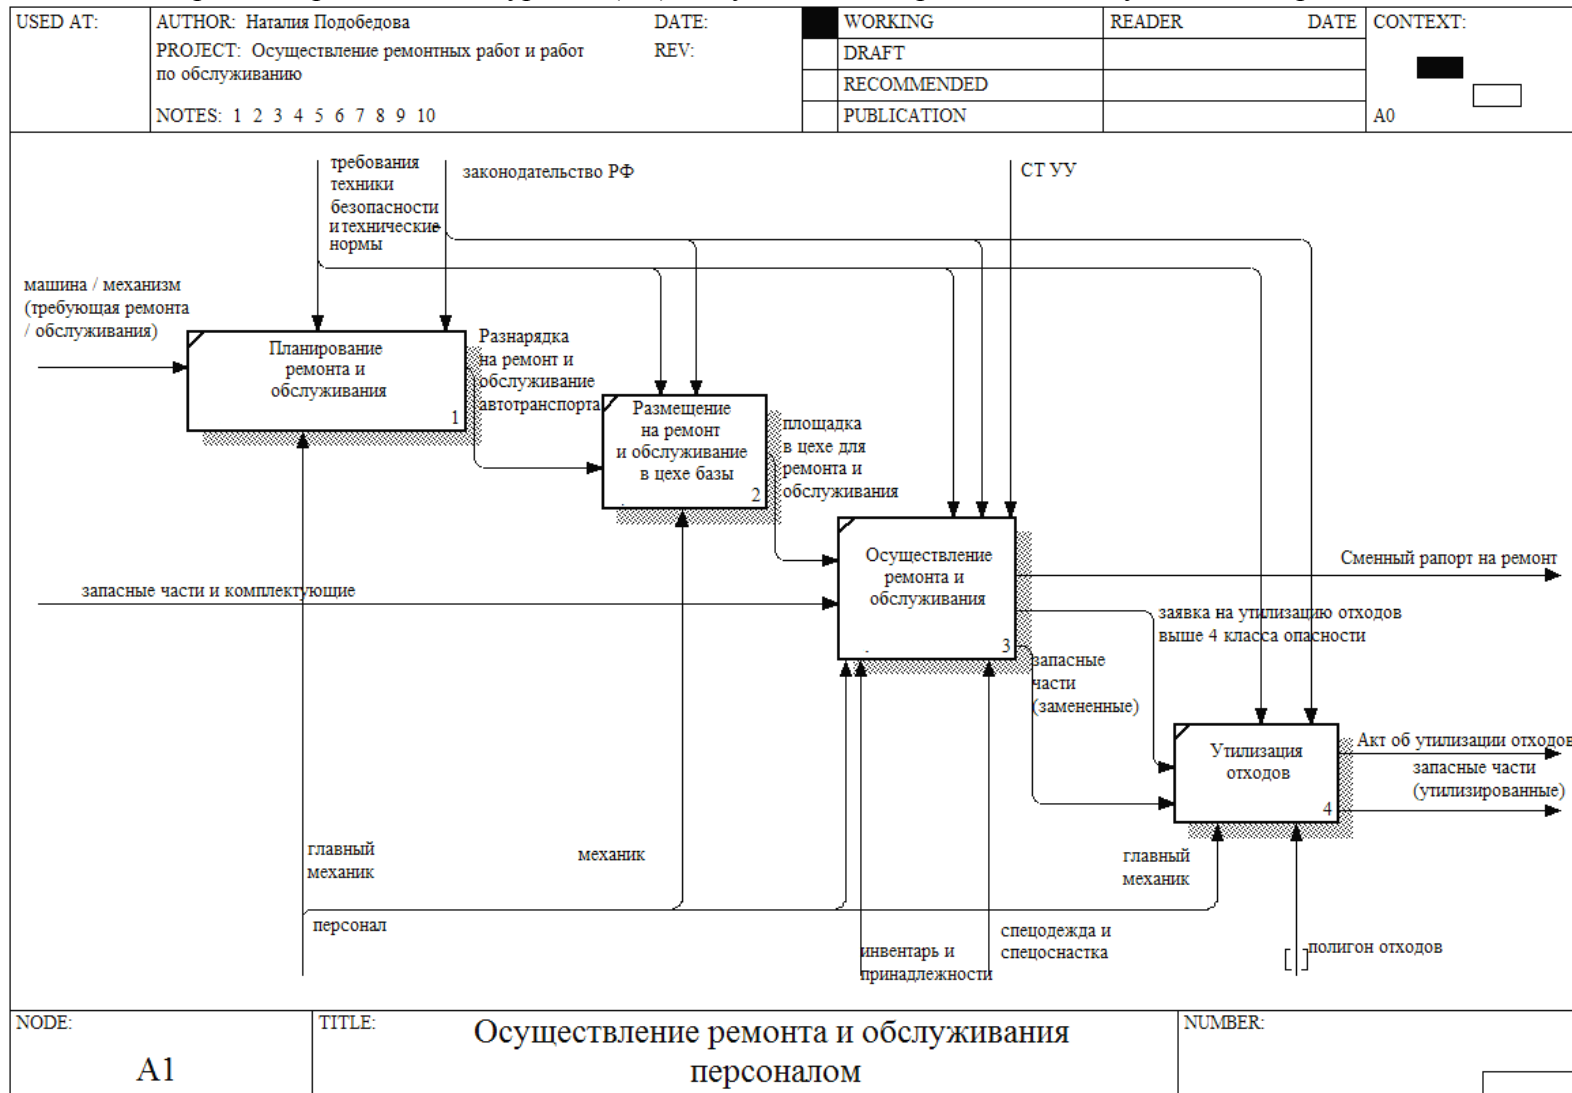 USED AT:
AUTHOR: Наталия Подобедова
DATE:
PROJECT: Осуществление ремонтных работ и работ
по обслуживанию
REV:
NOTES: 1 2 3 4 5 6 7 8 9 10
WORKING
DRAFT
RECOMMENDED
PUBLICATION
READER
DATE
CONTEXT:
A0
требования
техники
безопасности
и технические
нормы
законодательство РФ
СТ УУ
машина / механизм
(требующая ремонта
/ обслуживания)
Планирование
ремонта и
обслуживания
1
Разнарядка
на ремонт и
обслуживание
автотранспорта
Размещение
на ремонт
и обслуживание
в цехе базы
2
площадка
в цехе для
ремонта и
обслуживания
запасные части и комплектующие
Осуществление
ремонта и
обслуживания
3
Сменный рапорт на ремонт
заявка на утилизацию отходов
выше 4 класса опасности
запасные
части
(замененные)
Утилизация
отходов
4
Акт об утилизации отходов
запасные части
(утилизированные)
главный
механик
механик
главный
механик
персонал
инвентарь и
принадлежности
спецодежда и
спецоснастка
полигон отходов
NODE:
A1
TITLE:
Осуществление ремонта и обслуживания
персоналом
NUMBER: